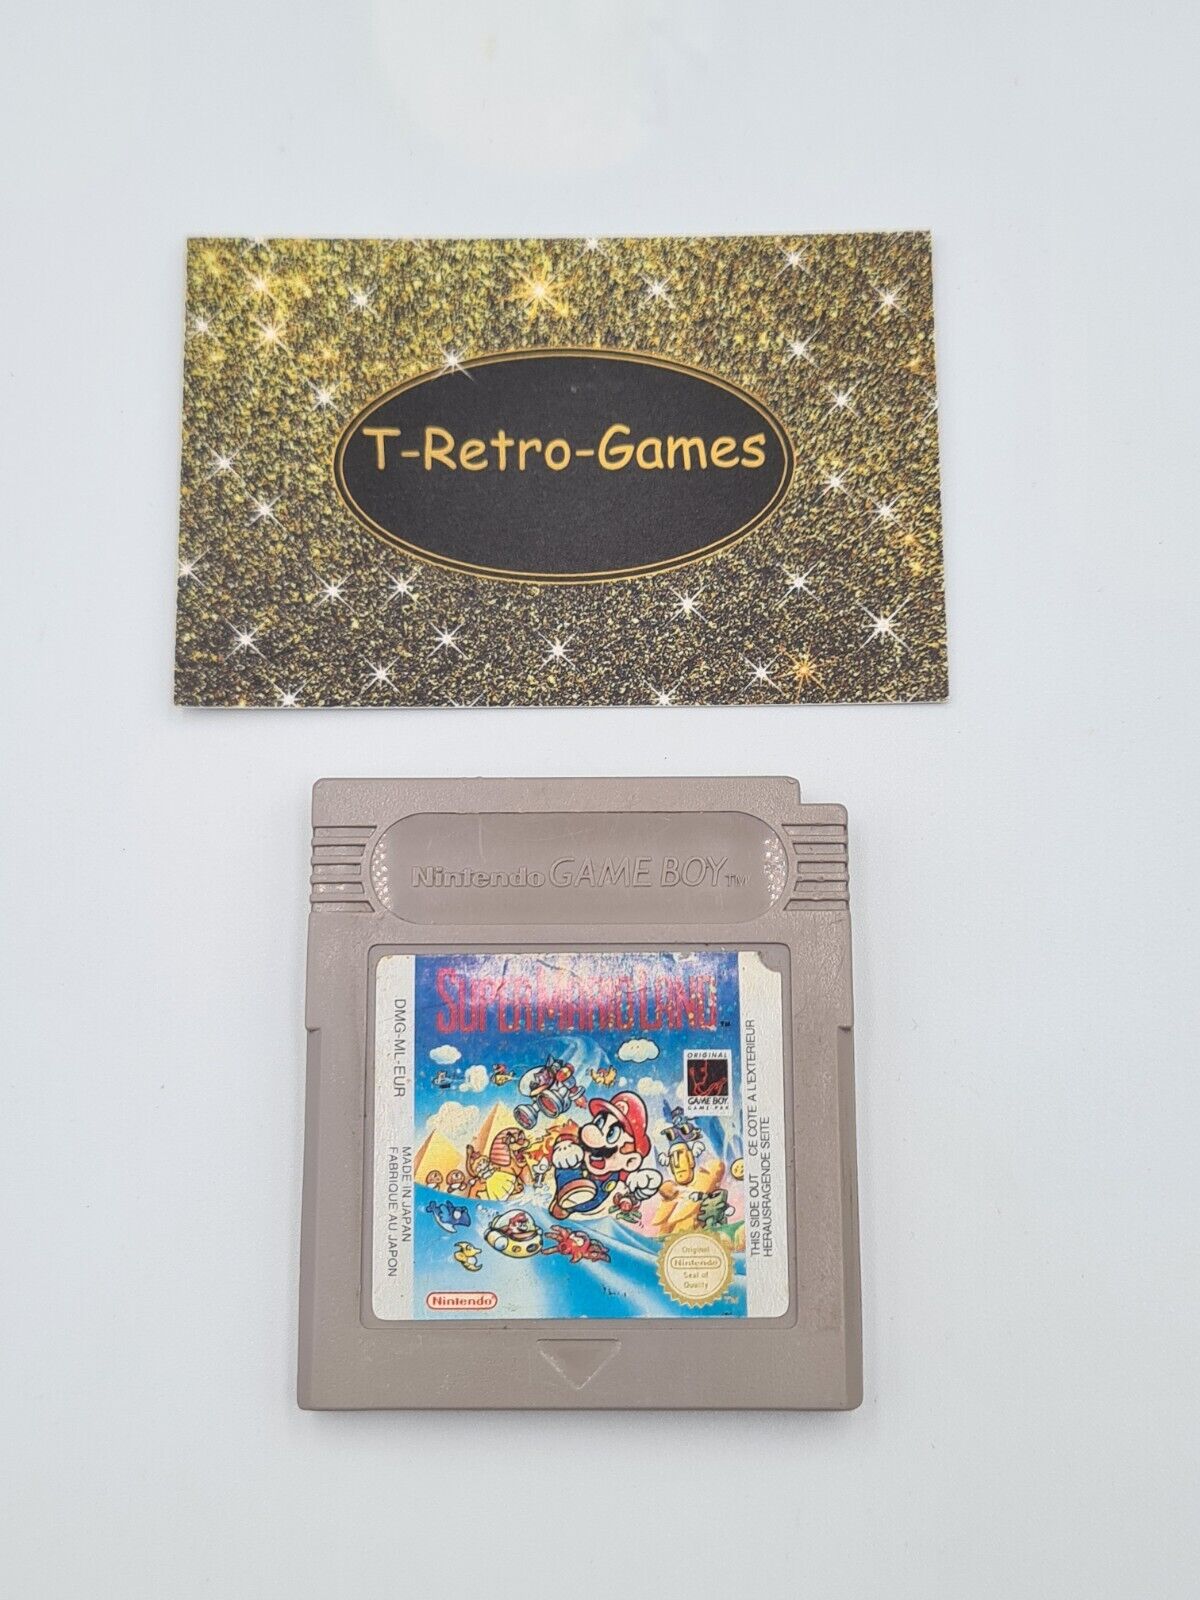 T-Retro-Games
Nintendo GAME BOY TM
SUPER MARIO LAND TM
DMG-ML-EUR
MADE IN JAPAN
FABRIQUE AU JAPON
ORIGINAL
GAME BOY
GAME PAK
THIS SIDE OUT CE COTE A L'EXTERIEUR
HERAUSRAGENDE SEITE
Original
Nintendo
Seal of
Quality
TM
Nintendo